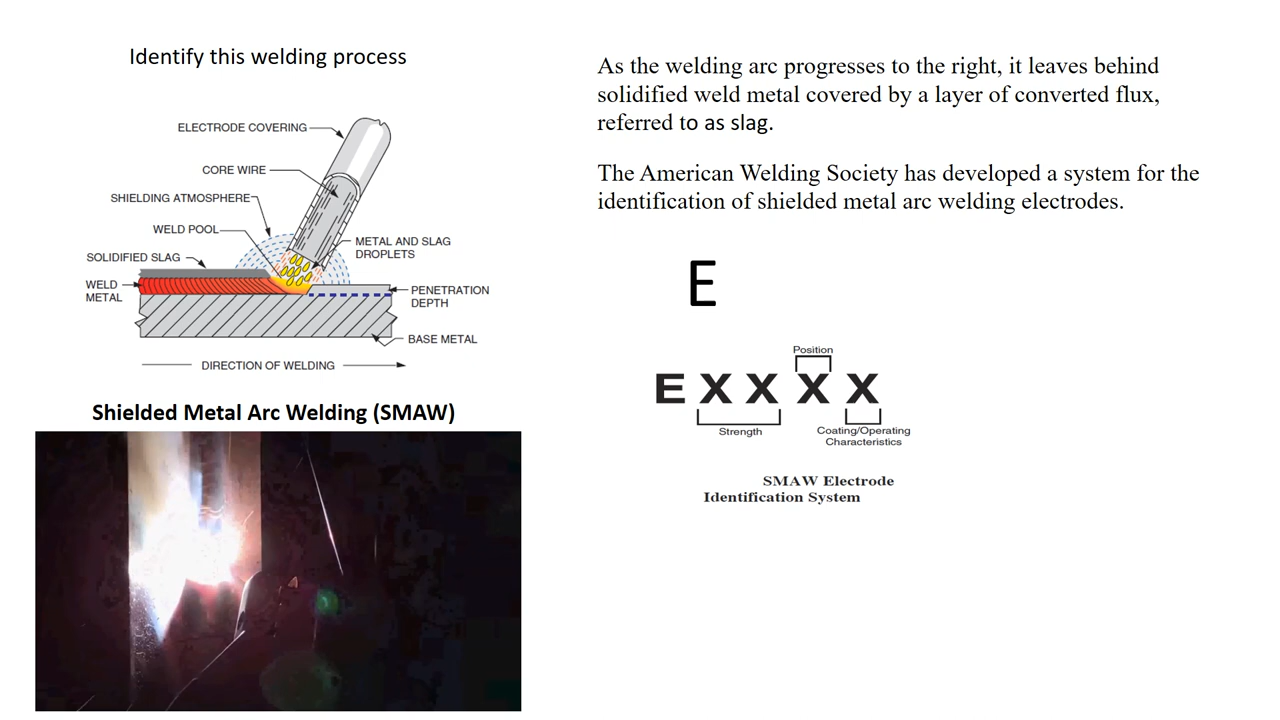 Identify this welding process
ELECTRODE COVERING
CORE WIRE
SHIELDING ATMOSPHERE
WELD POOL
METAL AND SLAG
DROPLETS
SOLIDIFIED SLAG
WELD
METAL
PENETRATION
DEPTH
BASE METAL
DIRECTION OF WELDING
Shielded Metal Arc Welding (SMAW)
As the welding arc progresses to the right, it leaves behind
solidified weld metal covered by a layer of converted flux,
referred to as slag.
The American Welding Society has developed a system for the
identification of shielded metal arc welding electrodes.
E
Position
E X X X X
Strength
Coating/Operating
Characteristics
SMAW Electrode
Identification System